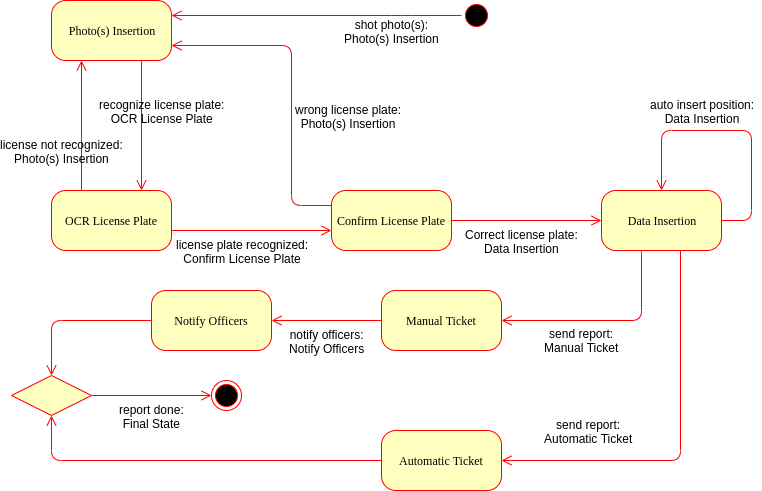 Photo(s) Insertion
shot photo(s):
Photo(s) Insertion
recognize license plate:
OCR License Plate
wrong license plate:
Photo(s) Insertion
auto insert position:
Data Insertion
license not recognized:
Photo(s) Insertion
OCR License Plate
Confirm License Plate
Data Insertion
license plate recognized:
Confirm License Plate
Correct license plate:
Data Insertion
Notify Officers
Manual Ticket
notify officers:
Notify Officers
send report:
Manual Ticket
report done:
Final State
send report:
Automatic Ticket
Automatic Ticket